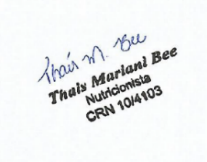 Thais M. Bee
Thais Mariani Bee
Nutricionista
CRN 10/4103